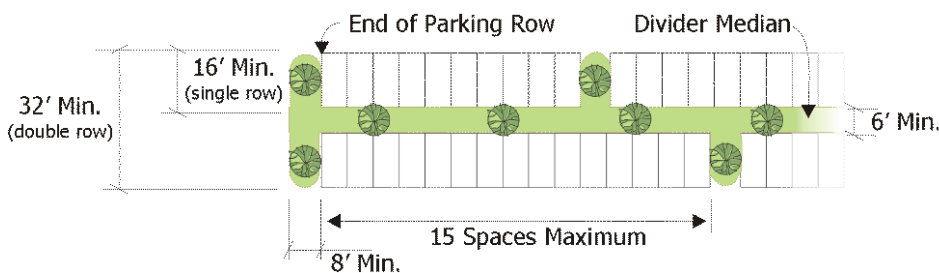 End of Parking Row
Divider Median
16′ Min.
(single row)
32′ Min.
(double row)
6′ Min.
15 Spaces Maximum
8′ Min.